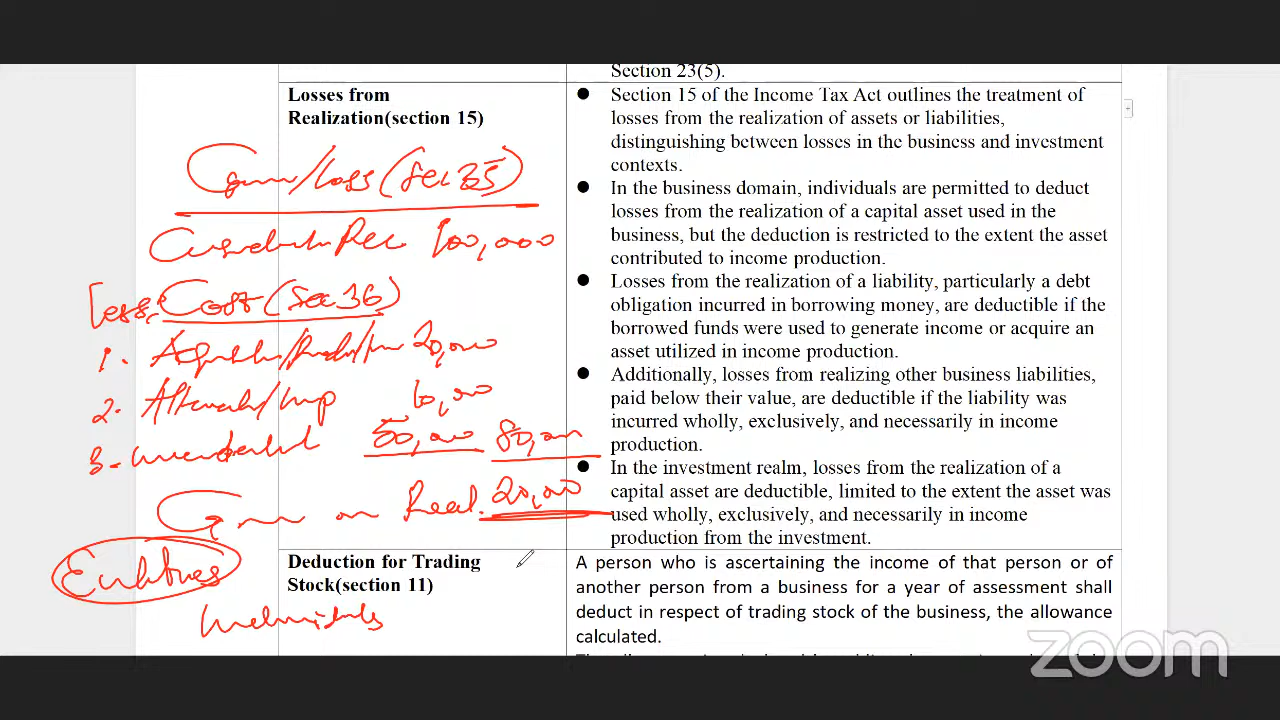 Section 23(5).
Losses from
Realization(section 15)
● Section 15 of the Income Tax Act outlines the treatment of
losses from the realization of assets or liabilities,
distinguishing between losses in the business and investment
contexts.
● In the business domain, individuals are permitted to deduct
losses from the realization of a capital asset used in the
business, but the deduction is restricted to the extent the asset
contributed to income production.
● Losses from the realization of a liability, particularly a debt
obligation incurred in borrowing money, are deductible if the
borrowed funds were used to generate income or acquire an
asset utilized in income production.
● Additionally, losses from realizing other business liabilities,
paid below their value, are deductible if the liability was
incurred wholly, exclusively, and necessarily in income
production.
● In the investment realm, losses from the realization of a
capital asset are deductible, limited to the extent the asset was
used wholly, exclusively, and necessarily in income
production from the investment.
Gain/loss (Sec 35)
Rec 100,000
Less: Cost (Sec 36)
1. 20,000
2. 10,000
3. 50,000 80,000
Gain on Real. 20,000
Entities
Individuals
Deduction for Trading
Stock(section 11)
A person who is ascertaining the income of that person or of
another person from a business for a year of assessment shall
deduct in respect of trading stock of the business, the allowance
calculated.
zoom